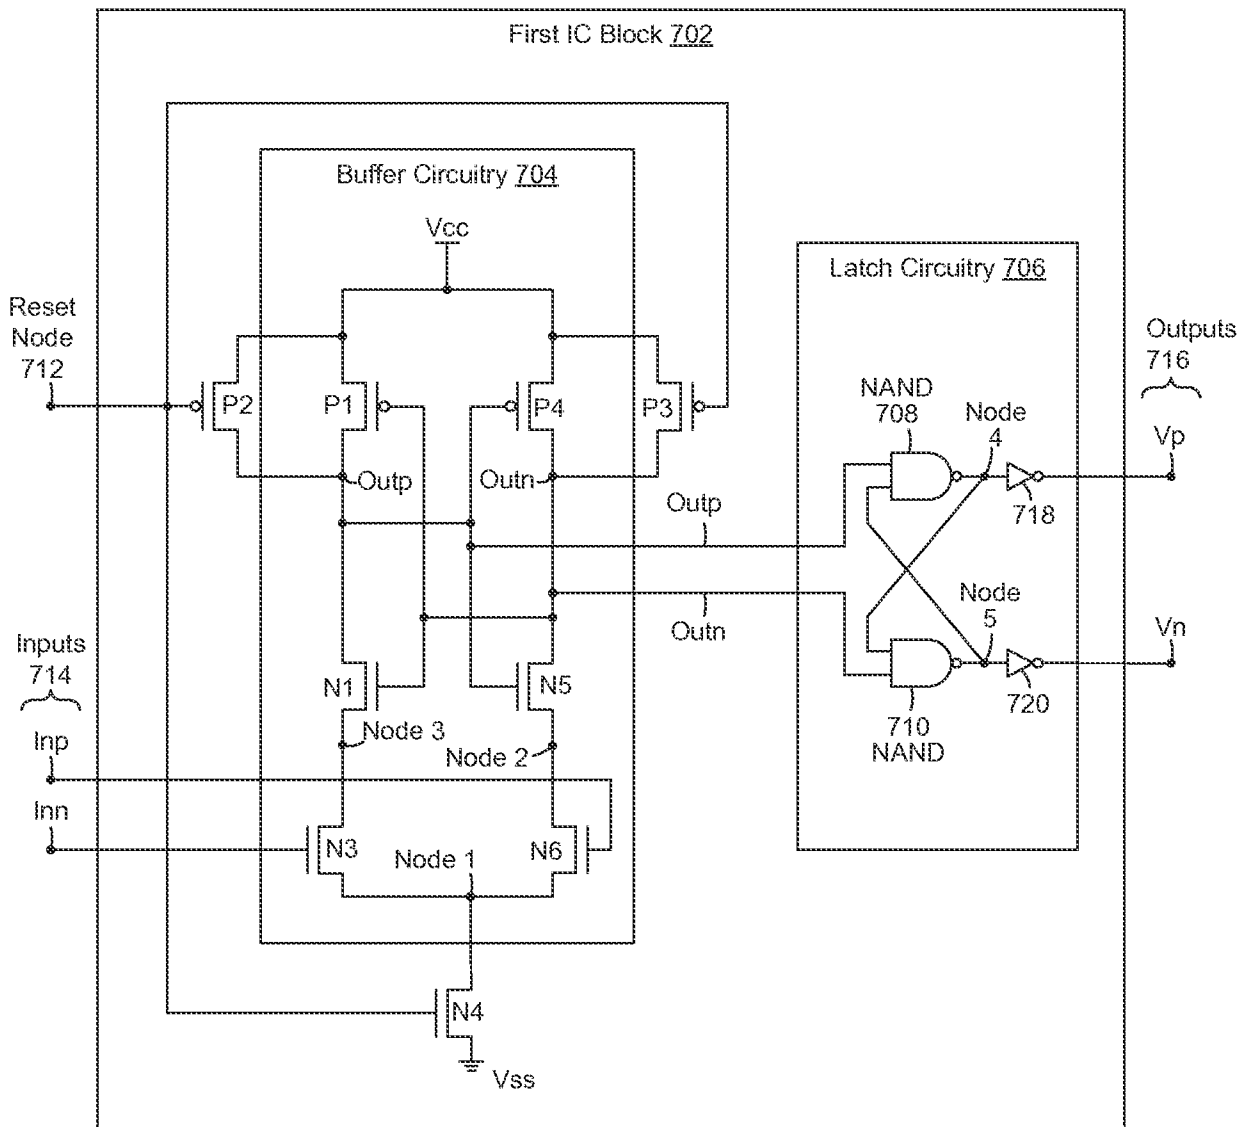 First IC Block 702
Buffer Circuitry 704
Vcc
Latch Circuitry 706
Reset
Node
712
Outputs
716
P2
P1
P4
P3
NAND
708
Node
4
Vp
Outp
Outn
Outp
718
Node
5
Outn
Vn
Inputs
714
N1
N5
720
710
NAND
Node 3
Node 2
Inp
Inn
N3
N6
Node 1
N4
Vss